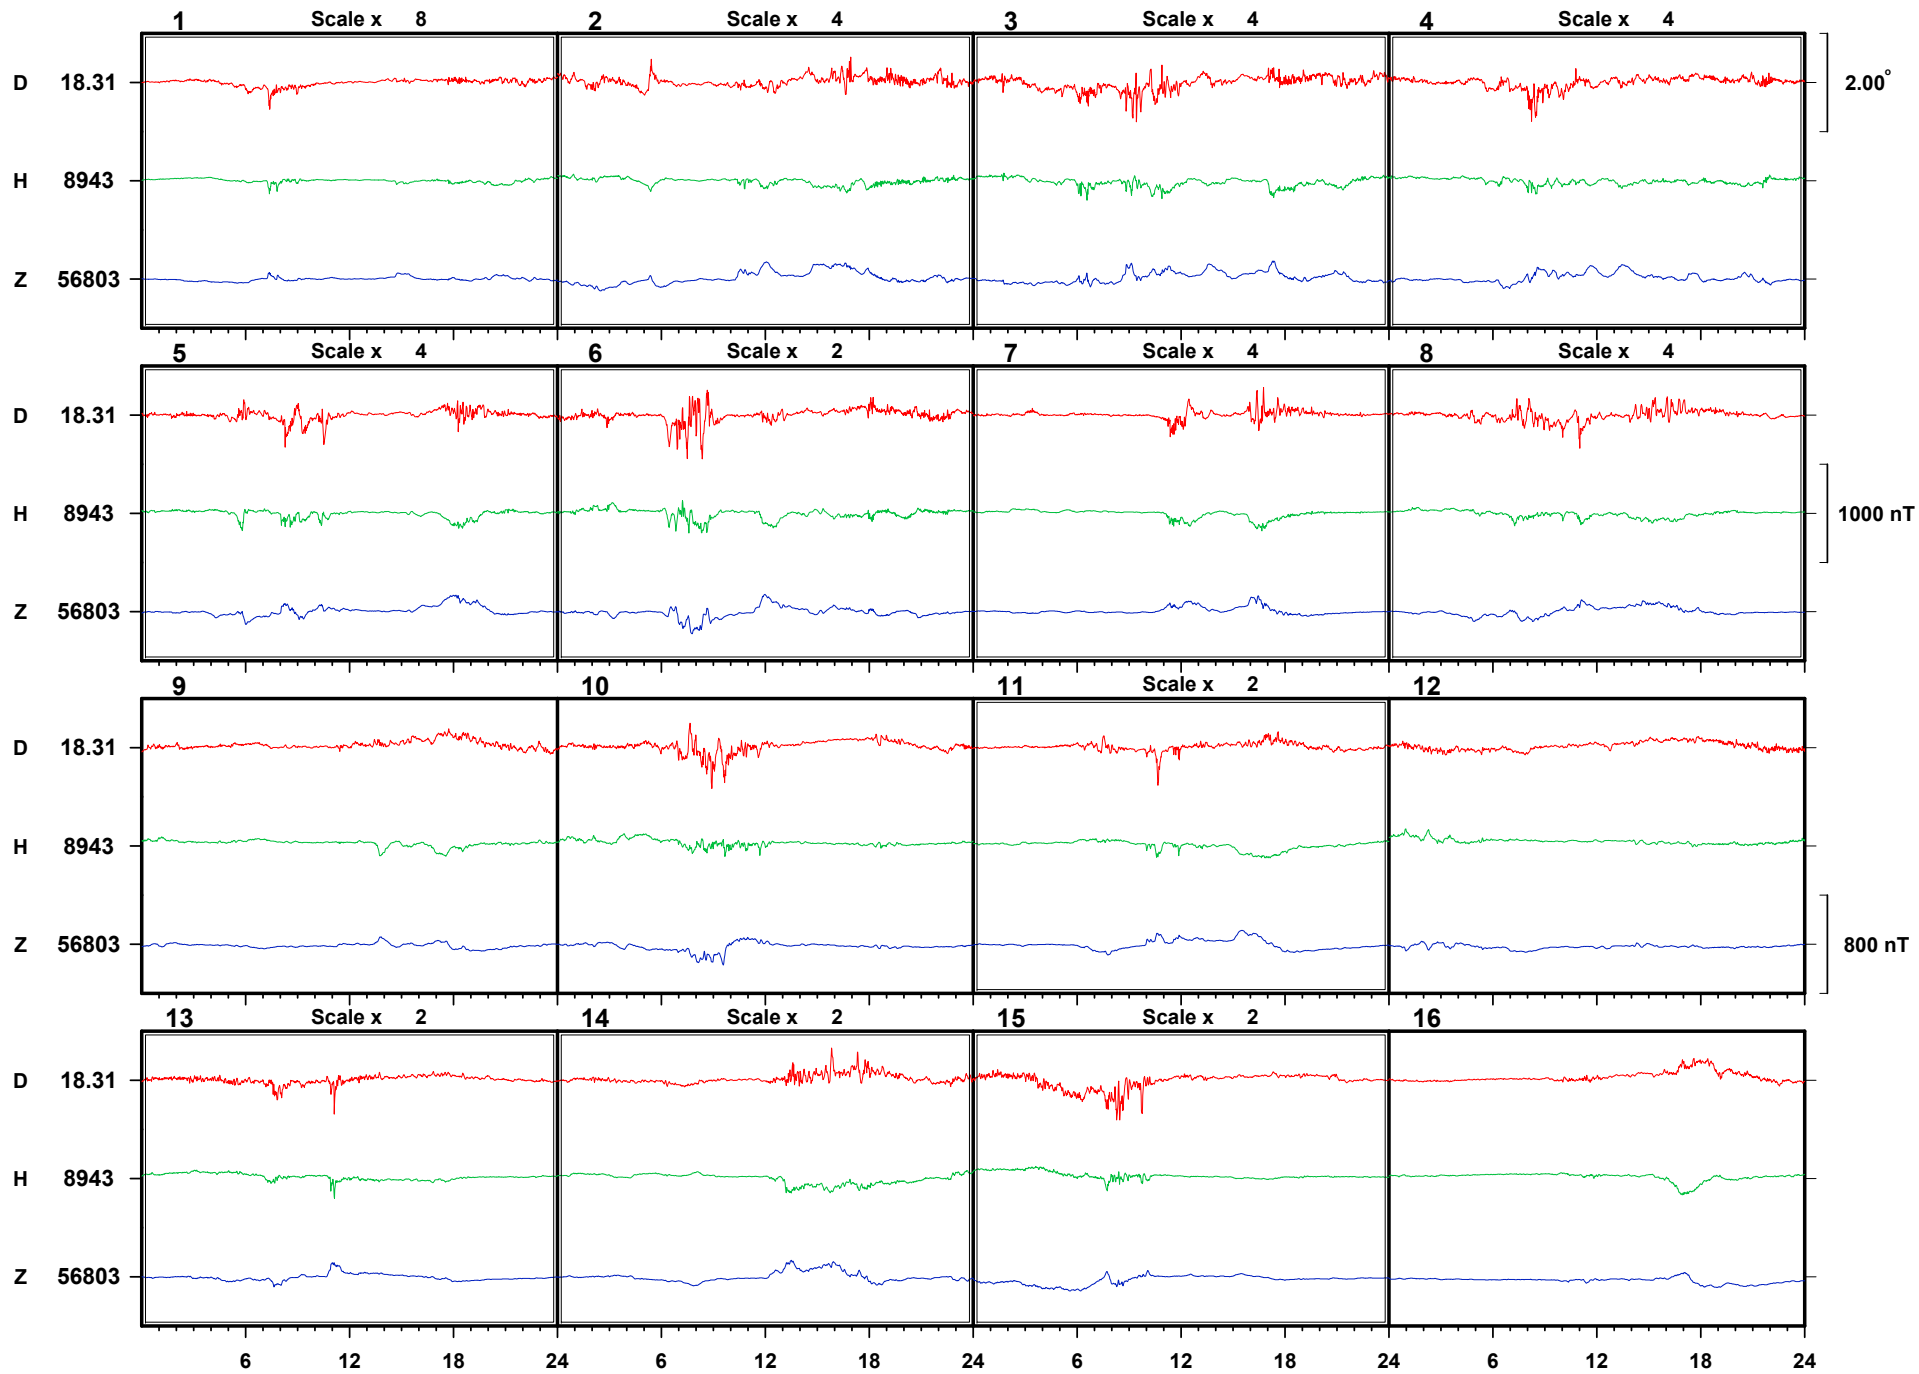 1 Scale x 8 2 Scale x 4 3 Scale x 4 4 Scale x 4
D 18.31 2.00°
H 8943
Z 56803
5 Scale x 4 6 Scale x 2 7 Scale x 4 8 Scale x 4
D 18.31
H 8943 1000 nT
Z 56803
9 10 11 Scale x 2 12
D 18.31
H 8943
Z 56803 800 nT
13 Scale x 2 14 Scale x 2 15 Scale x 2 16
D 18.31
H 8943
Z 56803
6 12 18 24 6 12 18 24 6 12 18 24 6 12 18 24